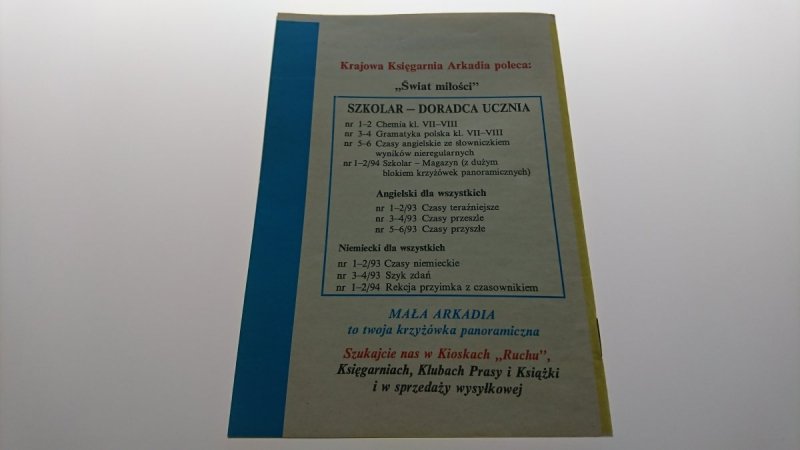 Krajowa Księgarnia Arkadia poleca:
„Świat miłości”
SZKOLAR – DORADCA UCZNIA
nr 1–2 Chemia kl. VII–VIII
nr 3–4 Gramatyka polska kl. VII–VIII
nr 5–6 Czasy angielskie ze słowniczkiem
wyników nieregularnych
nr 1–2/94 Szkolar – Magazyn (z dużym
blokiem krzyżówek panoramicznych)
Angielski dla wszystkich
nr 1–2/93 Czasy teraźniejsze
nr 3–4/93 Czasy przeszle
nr 5–6/93 Czasy przyszłe
Niemiecki dla wszystkich
nr 1–2/93 Czasy niemieckie
nr 3–4/93 Szyk zdań
nr 1–2/94 Rekcja przyimka z czasownikiem
MAŁA ARKADIA
to twoja krzyżówka panoramiczna
Szukajcie nas w Kioskach „Ruchu”,
Księgarniach, Klubach Prasy i Książki
i w sprzedaży wysyłkowej